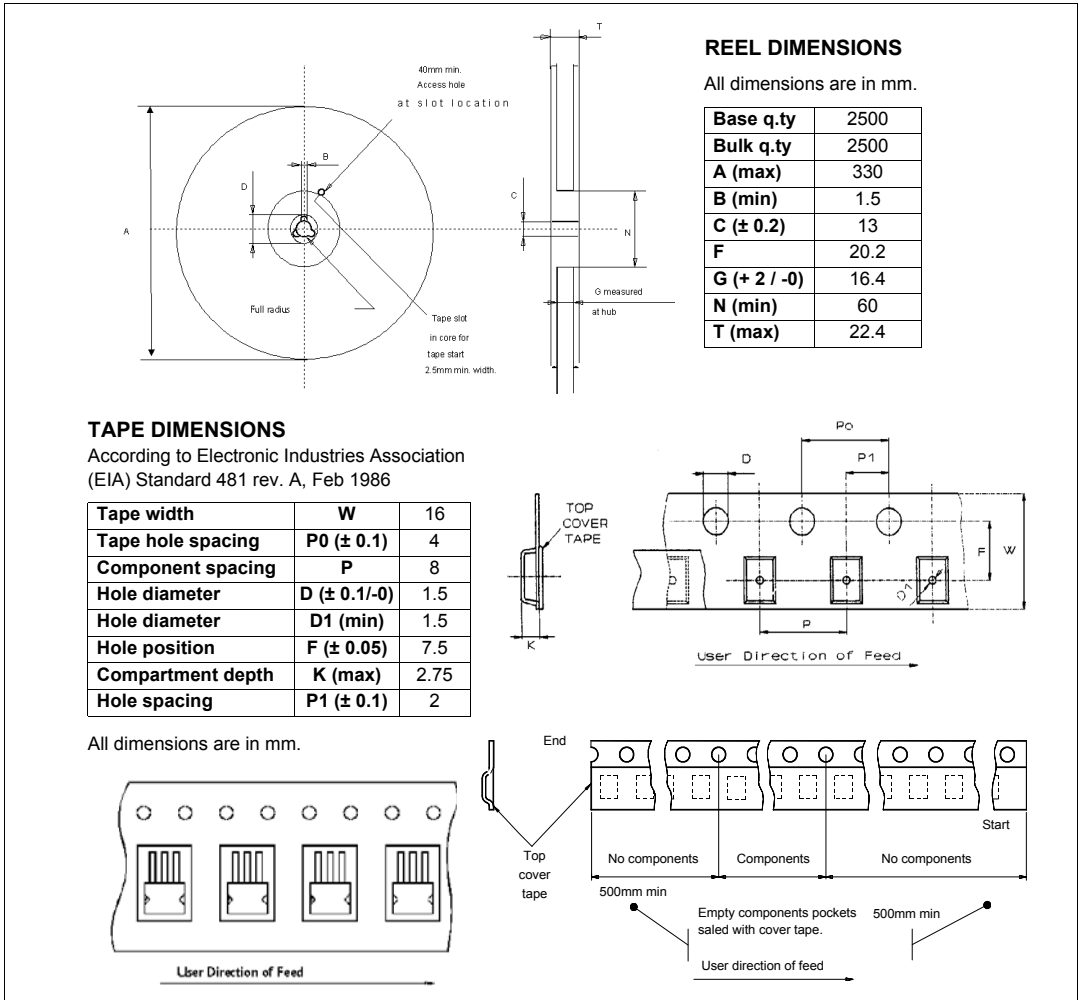 REEL DIMENSIONS
All dimensions are in mm.
Base q.ty 2500
Bulk q.ty 2500
A (max) 330
B (min) 1.5
C (± 0.2) 13
F 20.2
G (+ 2 / -0) 16.4
N (min) 60
T (max) 22.4
T
40mm min.
Access hole
at slot location
B
D
C
A
N
G measured
at hub
Full radius
Tape slot
in core for
tape start
2.5mm min. width.
TAPE DIMENSIONS
According to Electronic Industries Association
(EIA) Standard 481 rev. A, Feb 1986
Tape width W 16
Tape hole spacing P0 (± 0.1) 4
Component spacing P 8
Hole diameter D (± 0.1/-0) 1.5
Hole diameter D1 (min) 1.5
Hole position F (± 0.05) 7.5
Compartment depth K (max) 2.75
Hole spacing P1 (± 0.1) 2
All dimensions are in mm.
Po
D
P1
TOP
COVER
TAPE
F
W
D1
K
P
User Direction of Feed
End
Start
Top
cover
tape
No components
Components
No components
500mm min
Empty components pockets
saled with cover tape.
500mm min
User direction of feed
User Direction of Feed